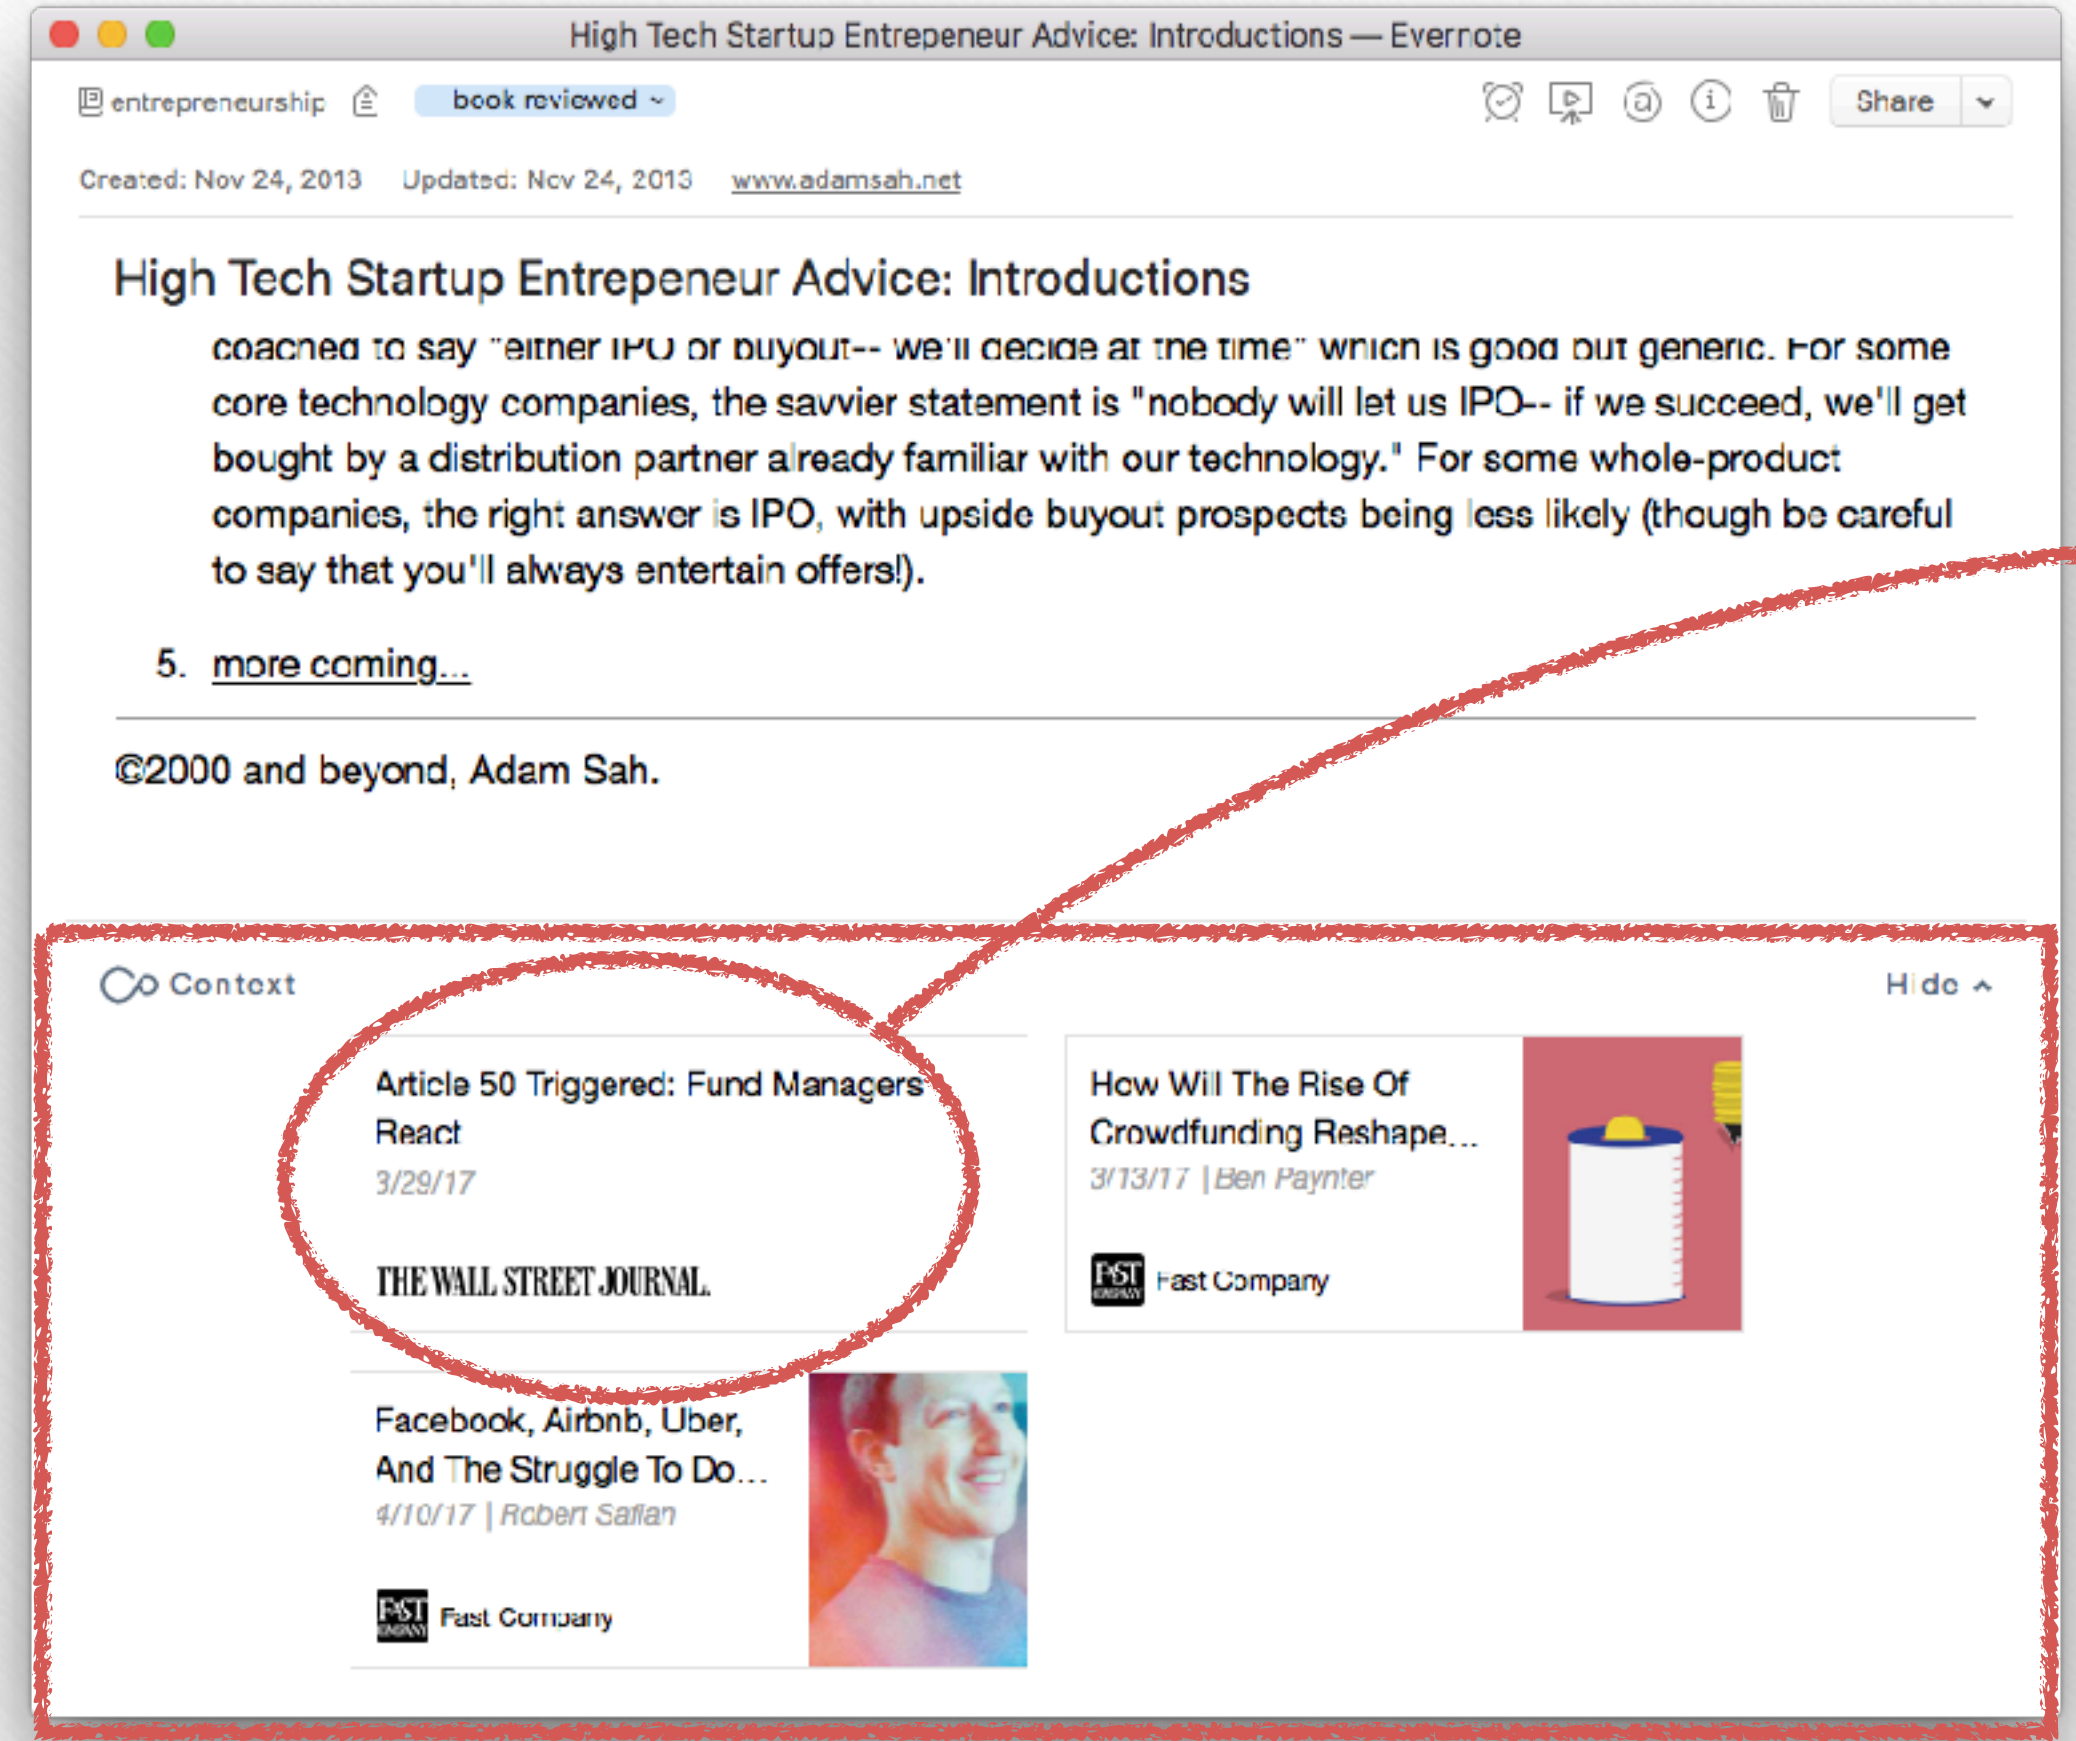 High Tech Startup Entrepeneur Advice: Introductions — Evernote
entrepreneurship
book reviewed
Share
Created: Nov 24, 2013 Updated: Nov 24, 2013 www.adamsah.net
High Tech Startup Entrepeneur Advice: Introductions
coached to say "either IPO or buyout-- we'll decide at the time" which is good but generic. For some
core technology companies, the savvier statement is "nobody will let us IPO-- if we succeed, we'll get
bought by a distribution partner already familiar with our technology." For some whole-product
companies, the right answer is IPO, with upside buyout prospects being less likely (though be careful
to say that you'll always entertain offers!).
5. more coming...
©2000 and beyond, Adam Sah.
Context
Hide
Article 50 Triggered: Fund Managers
React
3/29/17
THE WALL STREET JOURNAL.
How Will The Rise Of
Crowdfunding Reshape...
3/13/17 | Ben Paynter
FAST COMPANY Fast Company
Facebook, Airbnb, Uber,
And The Struggle To Do...
4/10/17 | Robert Safian
FAST COMPANY Fast Company